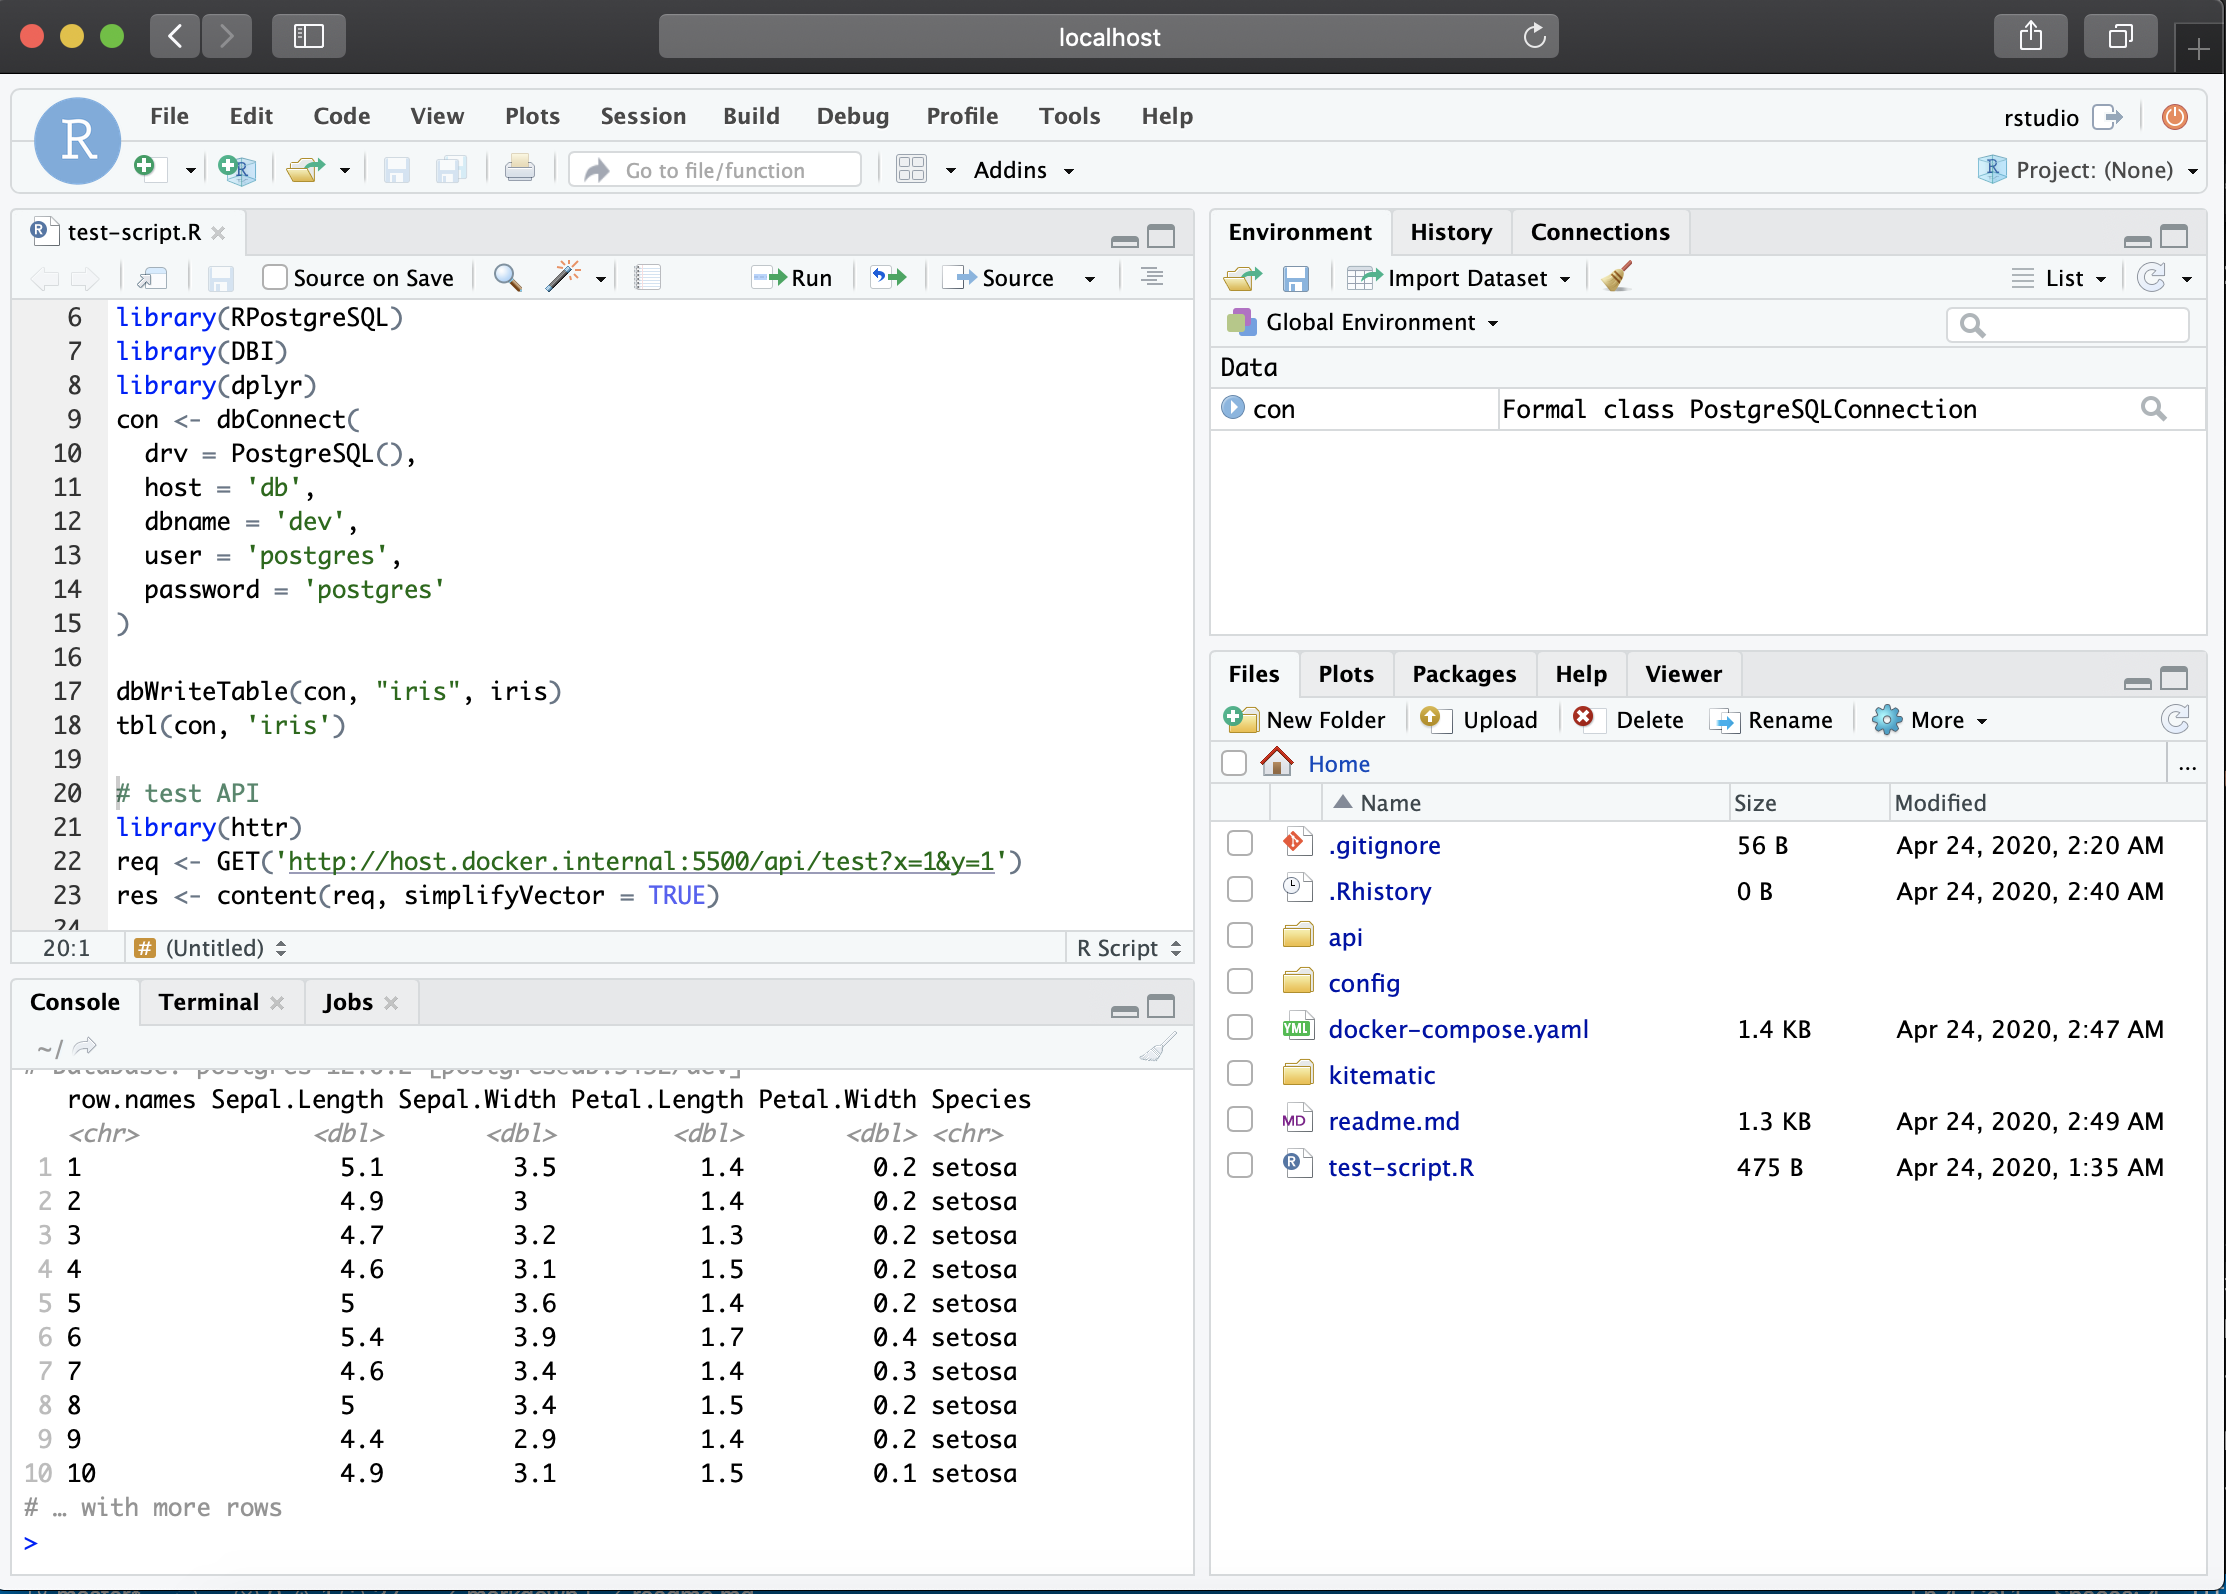 localhost
R
File Edit Code View Plots Session Build Debug Profile Tools Help
rstudio
Go to file/function
Addins
Project: (None)
test-script.R
Source on Save
Run
Source
6 library(RPostgreSQL)
7 library(DBI)
8 library(dplyr)
9 con <- dbConnect(
10 drv = PostgreSQL(),
11 host = 'db',
12 dbname = 'dev',
13 user = 'postgres',
14 password = 'postgres'
15 )
16
17 dbWriteTable(con, "iris", iris)
18 tbl(con, 'iris')
19
20 # test API
21 library(httr)
22 req <- GET('http://host.docker.internal:5500/api/test?x=1&y=1')
23 res <- content(req, simplifyVector = TRUE)
24
20:1 # (Untitled) R Script
Console Terminal Jobs
~/
row.names Sepal.Length Sepal.Width Petal.Length Petal.Width Species
<chr> <dbl> <dbl> <dbl> <dbl> <chr>
1 1 5.1 3.5 1.4 0.2 setosa
2 2 4.9 3 1.4 0.2 setosa
3 3 4.7 3.2 1.3 0.2 setosa
4 4 4.6 3.1 1.5 0.2 setosa
5 5 5 3.6 1.4 0.2 setosa
6 6 5.4 3.9 1.7 0.4 setosa
7 7 4.6 3.4 1.4 0.3 setosa
8 8 5 3.4 1.5 0.2 setosa
9 9 4.4 2.9 1.4 0.2 setosa
10 10 4.9 3.1 1.5 0.1 setosa
# … with more rows
>
Environment History Connections
Import Dataset
List
Global Environment
Data
con Formal class PostgreSQLConnection
Files Plots Packages Help Viewer
New Folder Upload Delete Rename More
Home
...
Name Size Modified
.gitignore 56 B Apr 24, 2020, 2:20 AM
.Rhistory 0 B Apr 24, 2020, 2:40 AM
api
config
YML docker-compose.yaml 1.4 KB Apr 24, 2020, 2:47 AM
kitematic
MD readme.md 1.3 KB Apr 24, 2020, 2:49 AM
test-script.R 475 B Apr 24, 2020, 1:35 AM